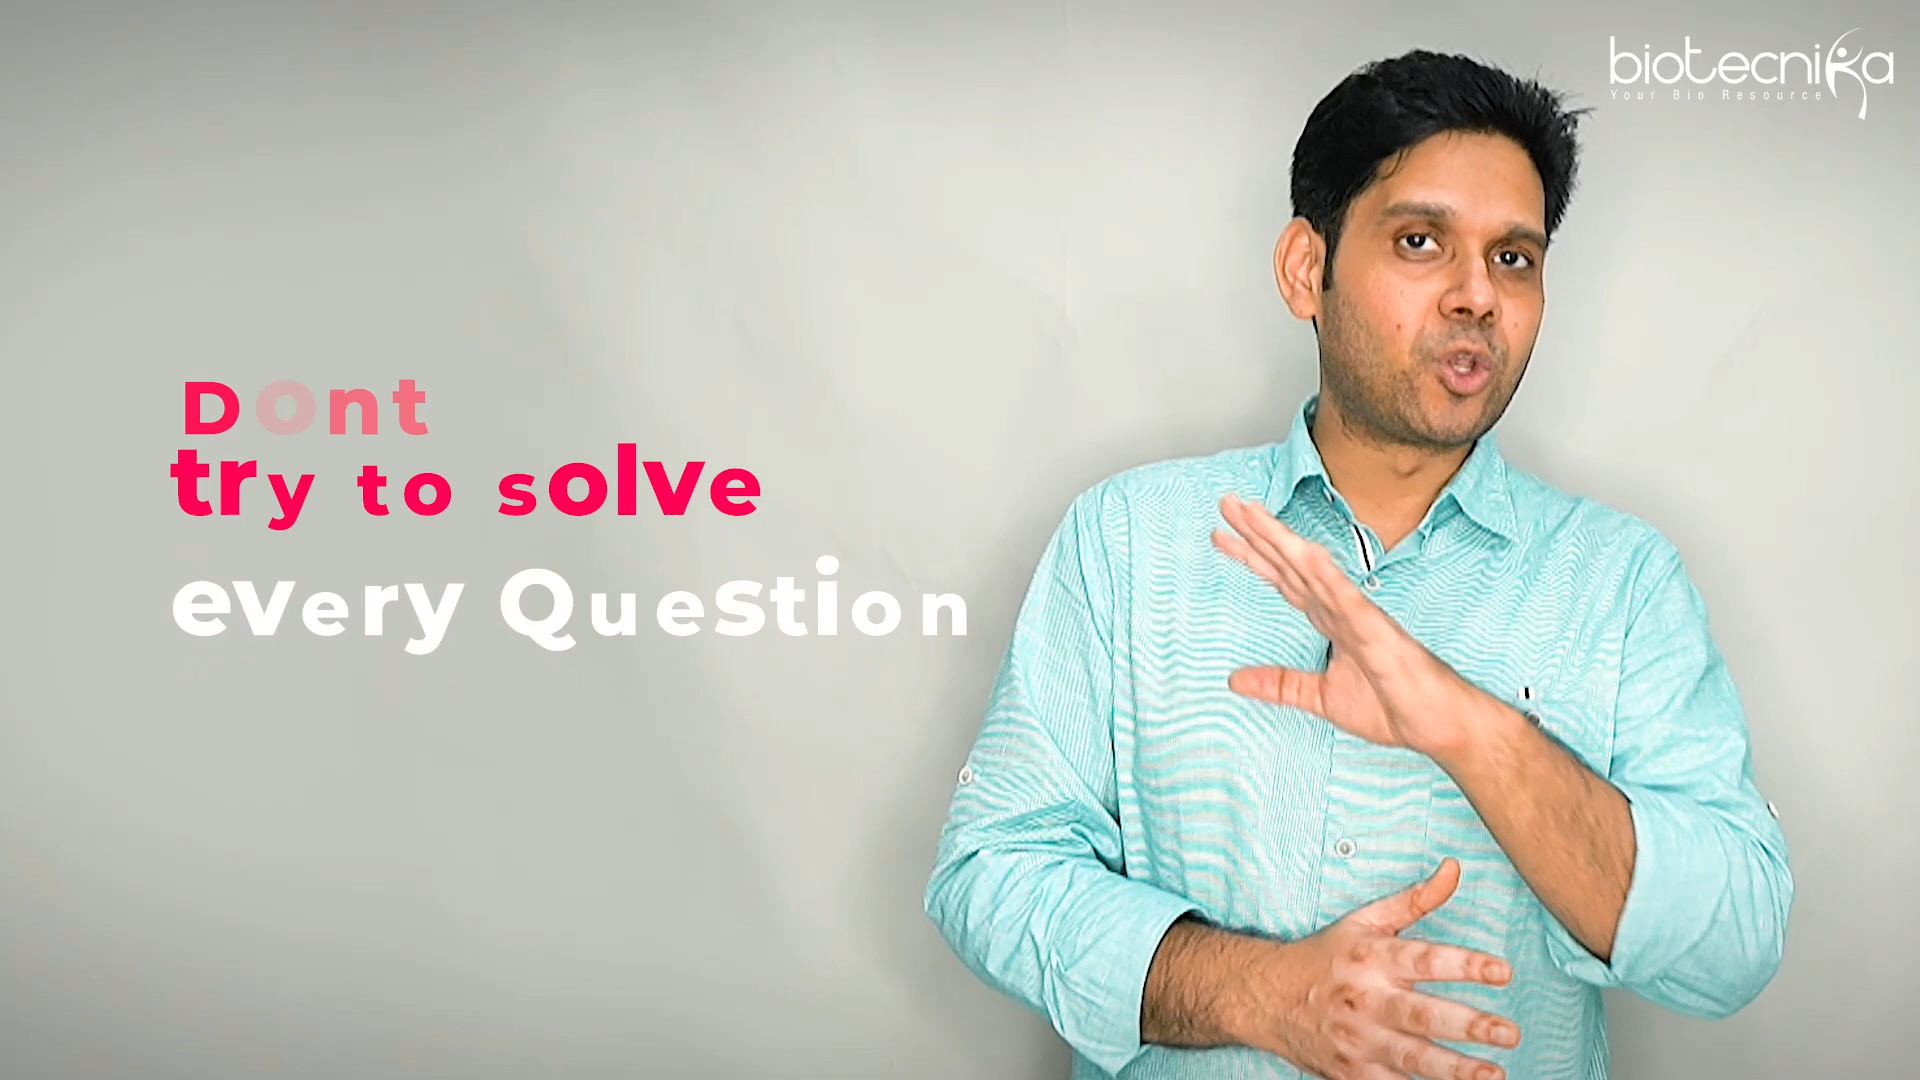 biotecnika
Your Bio Resource
Dont
try to solve
every Question